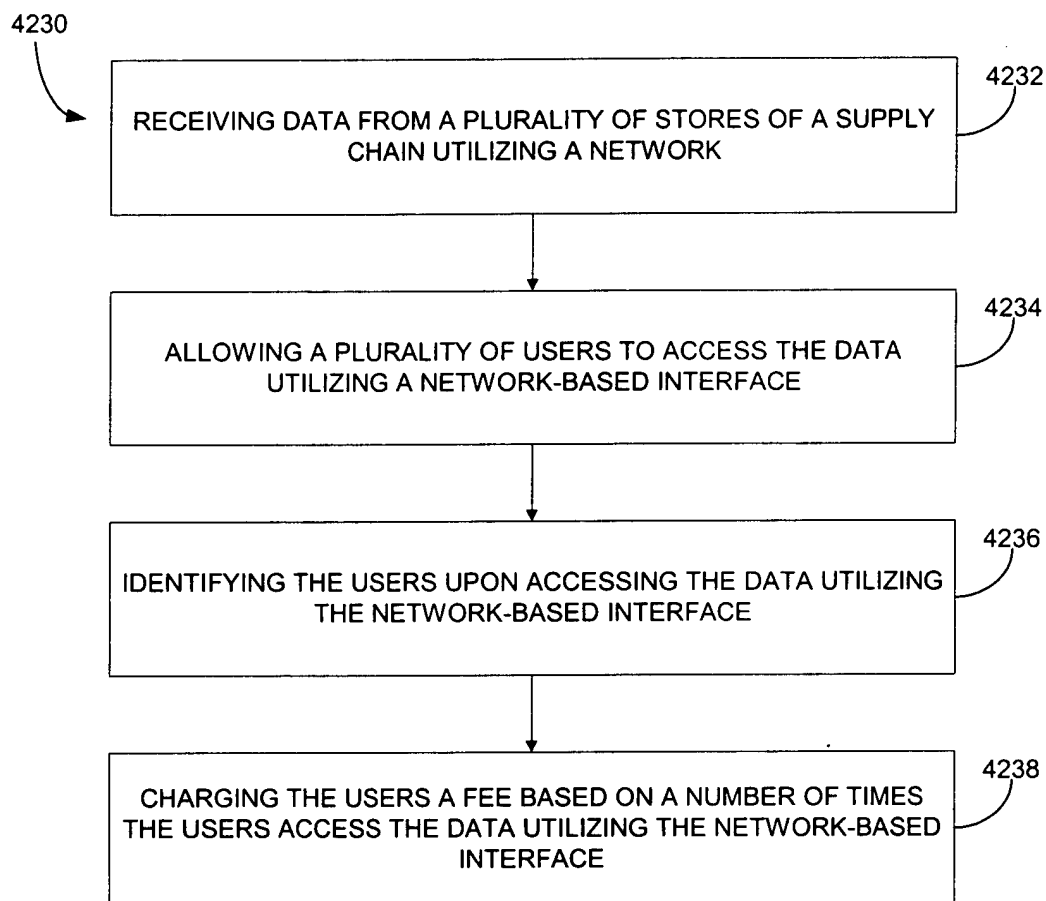 4230
4232
RECEIVING DATA FROM A PLURALITY OF STORES OF A SUPPLY
CHAIN UTILIZING A NETWORK
4234
ALLOWING A PLURALITY OF USERS TO ACCESS THE DATA
UTILIZING A NETWORK-BASED INTERFACE
4236
IDENTIFYING THE USERS UPON ACCESSING THE DATA UTILIZING
THE NETWORK-BASED INTERFACE
4238
CHARGING THE USERS A FEE BASED ON A NUMBER OF TIMES
THE USERS ACCESS THE DATA UTILIZING THE NETWORK-BASED
INTERFACE